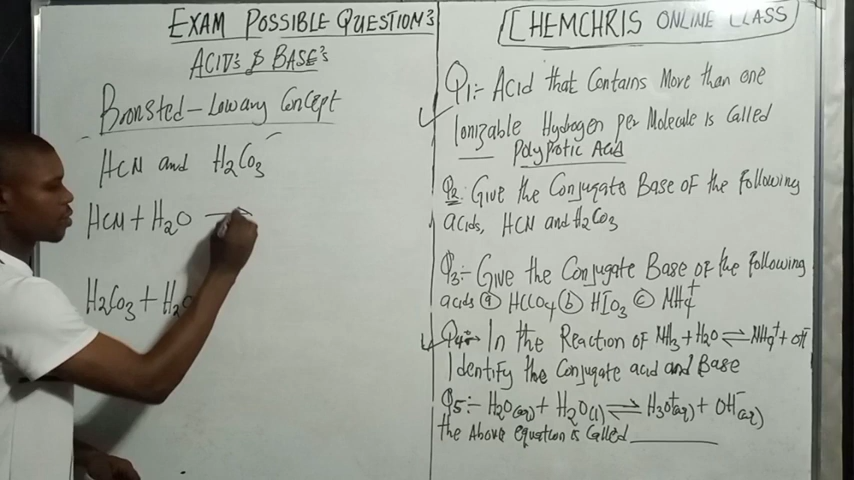 EXAM POSSIBLE QUESTIONS
ACID'S & BASE'S
Bronsted-Lowary Concept
HCN and H₂CO₃
HCN + H₂O →
H₂CO₃ + H₂O
CHEMCHRIS ONLINE CLASS
Q1:- Acid that Contains More than one
Ionizable Hydrogen per Molecule is Called
Polyprotic Acid
Q2: Give the Conjugate Base of the following
acids, HCN and H₂CO₃
Q3:- Give the Conjugate Base of the following
acids (a) HCLO₄ (b) HIO₃ (c) NH₄⁺
Q4:- In the Reaction of NH₃ + H₂O ⇌ NH₄⁺ + OH⁻
Identify the Conjugate acid and Base
Q5:- H₂O(aq) + H₂O(l) ⇌ H₃O⁺(aq) + OH⁻(aq)
the Above equation is Called ________